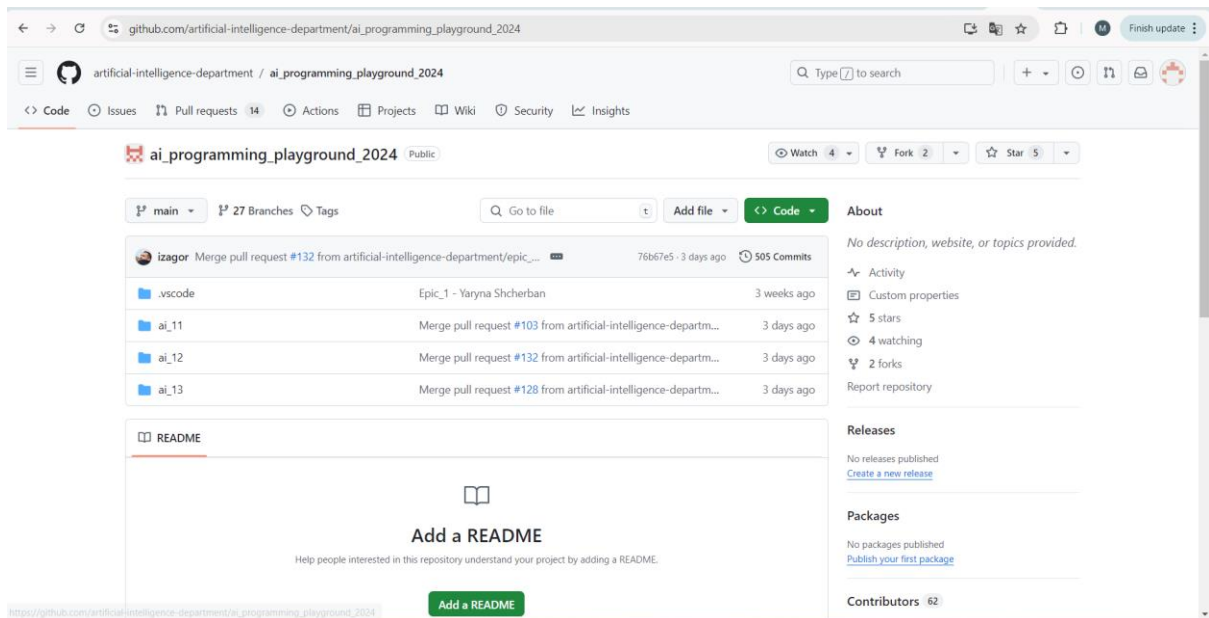 github.com/artificial-intelligence-department/ai_programming_playground_2024
M
Finish update
artificial-intelligence-department / ai_programming_playground_2024
Type / to search
Code Issues Pull requests 14 Actions Projects Wiki Security Insights
ai_programming_playground_2024 Public
Watch 4 Fork 2 Star 5
main 27 Branches Tags Go to file t Add file Code
izagor Merge pull request #132 from artificial-intelligence-department/epic_... 76b67e5 · 3 days ago 505 Commits
.vscode Epic_1 - Yaryna Shcherban 3 weeks ago
ai_11 Merge pull request #103 from artificial-intelligence-departm... 3 days ago
ai_12 Merge pull request #132 from artificial-intelligence-departm... 3 days ago
ai_13 Merge pull request #128 from artificial-intelligence-departm... 3 days ago
README
Add a README
Help people interested in this repository understand your project by adding a README.
Add a README
About
No description, website, or topics provided.
Activity
Custom properties
5 stars
4 watching
2 forks
Report repository
Releases
No releases published
Create a new release
Packages
No packages published
Publish your first package
Contributors 62
https://github.com/artificial-intelligence-department/ai_programming_playground_2024